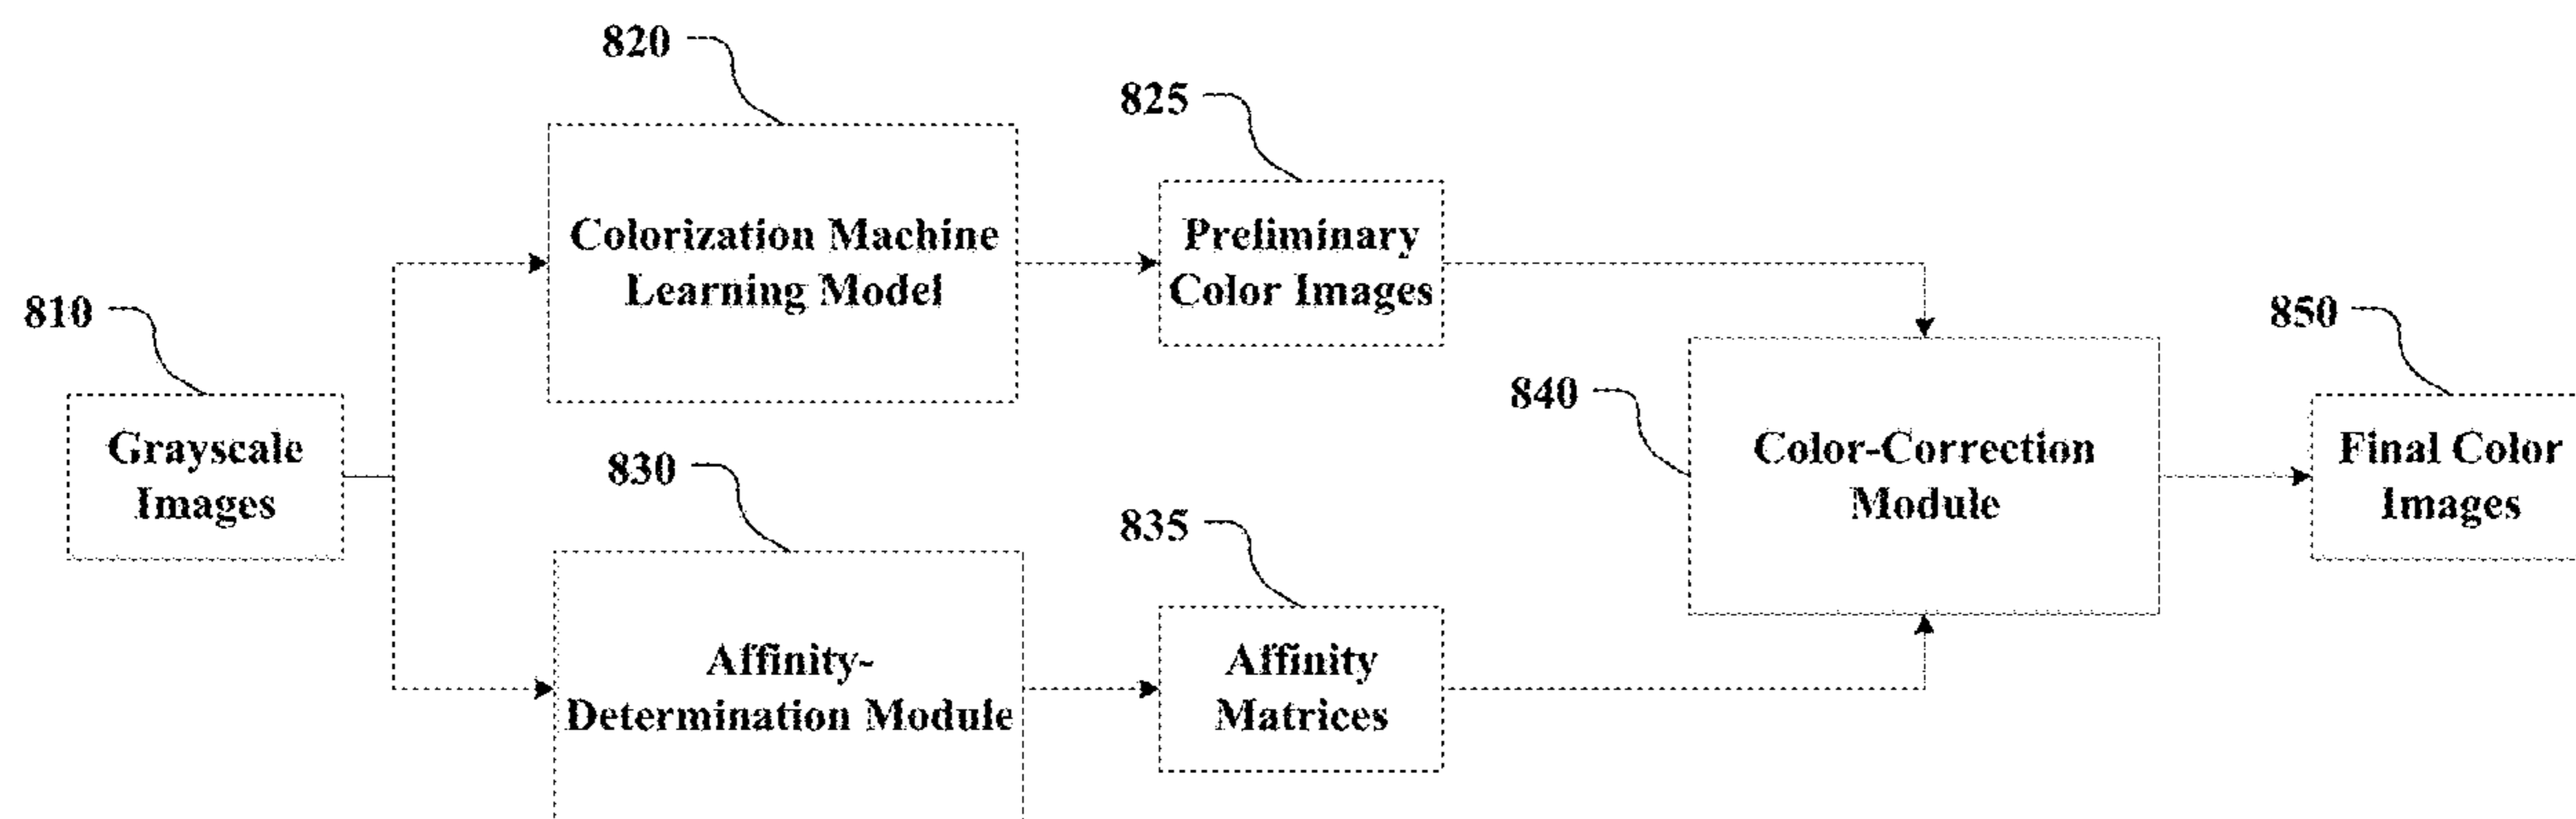 820
825
Colorization Machine
Learning Model
Preliminary
Color Images
810
850
840
Grayscale
Images
Color-Correction
Module
Final Color
Images
830
835
Affinity-
Determination Module
Affinity
Matrices